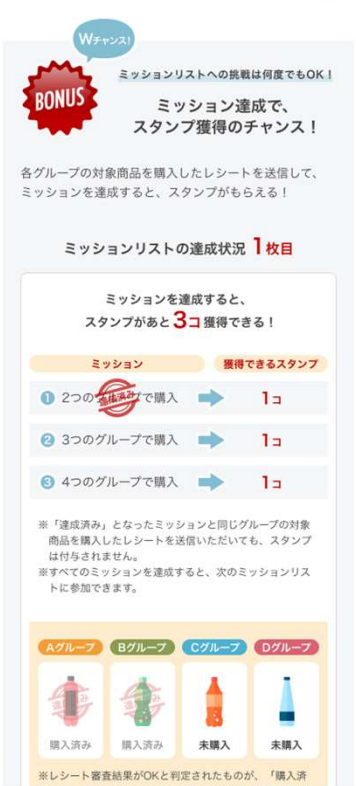 Wチャンス!
BONUS
ミッションリストへの挑戦は何度でもOK！
ミッション達成で、
スタンプ獲得のチャンス！
各グループの対象商品を購入したレシートを送信して、
ミッションを達成すると、スタンプがもらえる！
ミッションリストの達成状況 1枚目
ミッションを達成すると、
スタンプがあと3コ獲得できる！
ミッション 獲得できるスタンプ
1 2つの 達成済み で購入 1コ
2 3つのグループで購入 1コ
3 4つのグループで購入 1コ
※「達成済み」となったミッションと同じグループの対象
商品を購入したレシートを送信いただいても、スタンプ
は付与されません。
※すべてのミッションを達成すると、次のミッションリス
トに参加できます。
Aグループ Bグループ Cグループ Dグループ
達成済み 達成済み
購入済み 購入済み 未購入 未購入
※レシート審査結果がOKと判定されたものが、「購入済